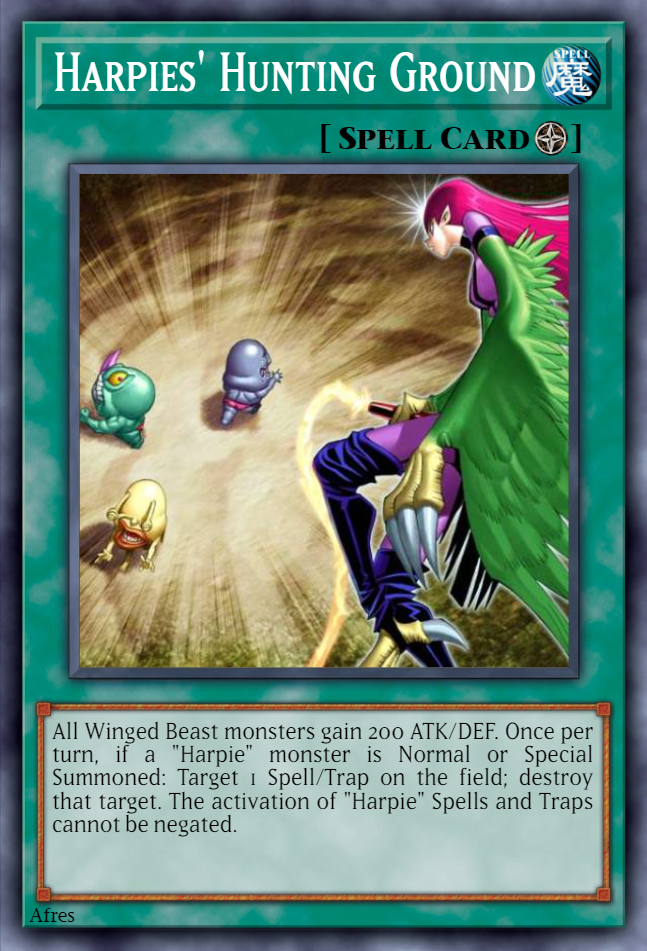 Harpies' Hunting Ground
SPELL
魔
[ Spell Card ]
All Winged Beast monsters gain 200 ATK/DEF. Once per
turn, if a "Harpie" monster is Normal or Special
Summoned: Target 1 Spell/Trap on the field; destroy
that target. The activation of "Harpie" Spells and Traps
cannot be negated.
Afres